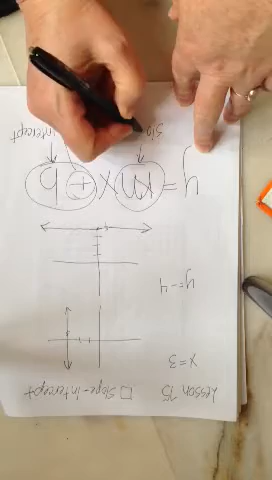 Lesson 15 □ Slope-intercept
x=3
y=-4
y=mx+b
intercept